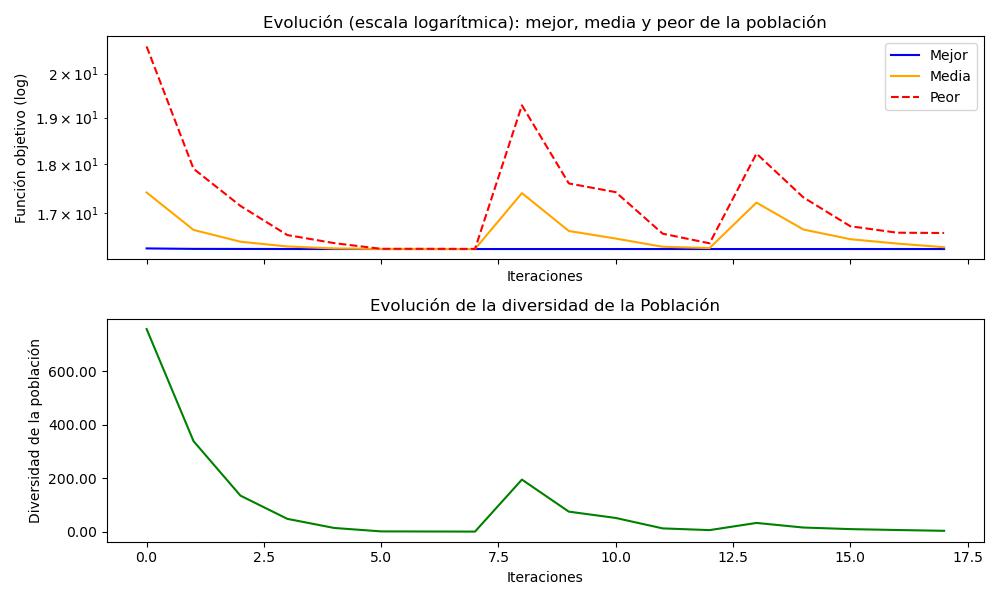 Evolución (escala logarítmica): mejor, media y peor de la población
Función objetivo (log)
2 × 10¹
1.9 × 10¹
1.8 × 10¹
1.7 × 10¹
Mejor
Media
Peor
Iteraciones
Evolución de la diversidad de la Población
Diversidad de la población
600.00
400.00
200.00
0.00
0.0 2.5 5.0 7.5 10.0 12.5 15.0 17.5
Iteraciones